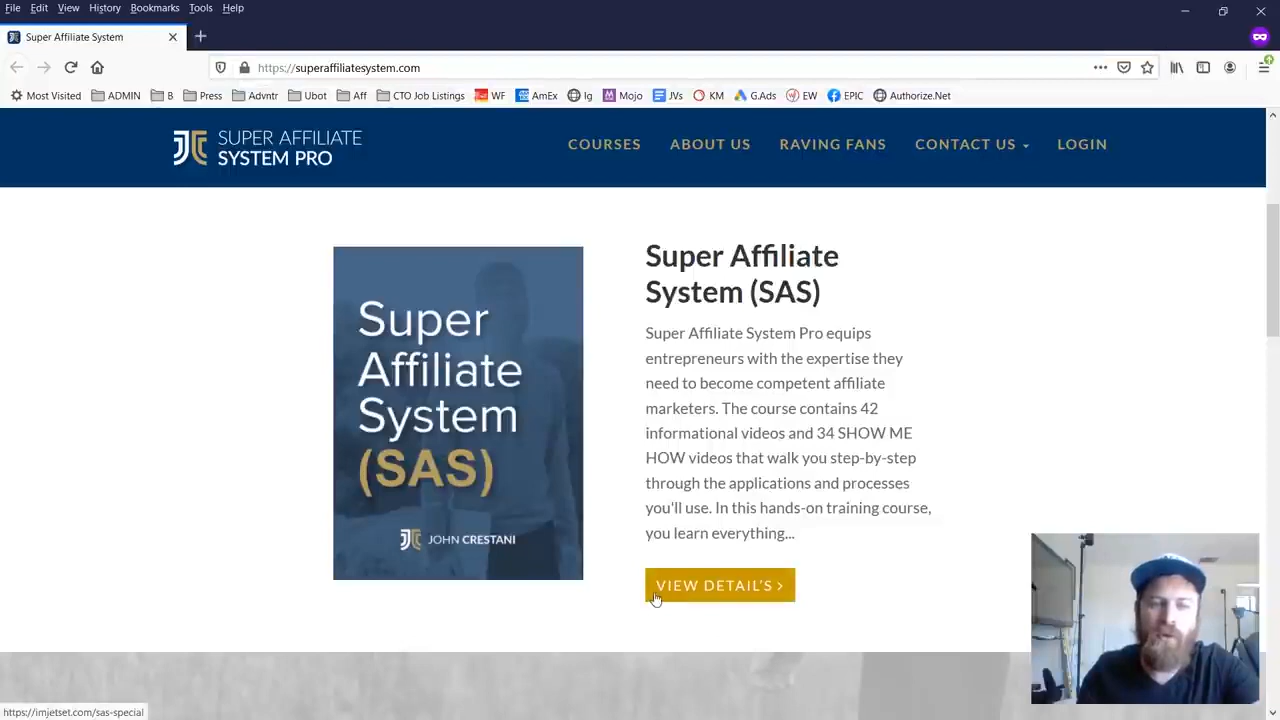 File Edit View History Bookmarks Tools Help
Super Affiliate System
https://superaffiliatesystem.com
Most Visited ADMIN B Press Advntr Ubot Aff CTO Job Listings WF AmEx Ig Mojo JVs KM G.Ads EW EPIC Authorize.Net
SUPER AFFILIATE
SYSTEM PRO
COURSES ABOUT US RAVING FANS CONTACT US LOGIN
Super
Affiliate
System
(SAS)
JOHN CRESTANI
Super Affiliate
System (SAS)
Super Affiliate System Pro equips
entrepreneurs with the expertise they
need to become competent affiliate
marketers. The course contains 42
informational videos and 34 SHOW ME
HOW videos that walk you step-by-step
through the applications and processes
you'll use. In this hands-on training course,
you learn everything...
VIEW DETAIL'S >
https://imjetset.com/sas-special